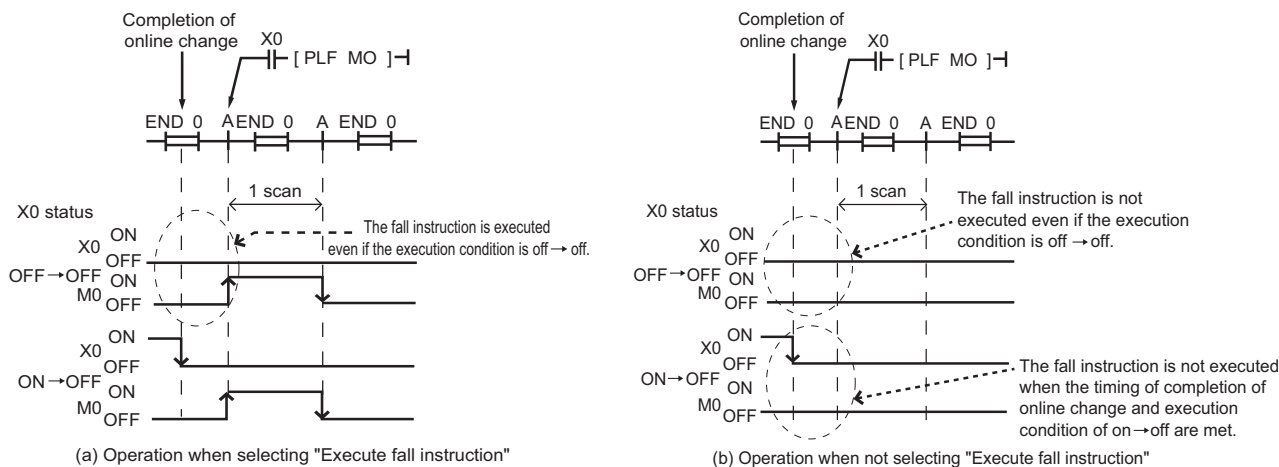 Completion of
online change
X0
[ PLF MO ]
END 0 A END 0 A END 0
1 scan
X0 status
The fall instruction is executed
even if the execution condition is off→off.
ON
X0
OFF
OFF→OFF
ON
M0
OFF
ON
X0
OFF
ON→OFF
ON
M0
OFF
(a) Operation when selecting "Execute fall instruction"
Completion of
online change
X0
[ PLF MO ]
END 0 A END 0 A END 0
1 scan
X0 status
The fall instruction is not
executed even if the execution
condition is off→off.
ON
X0
OFF
OFF→OFF
ON
M0
OFF
ON
X0
OFF
ON→OFF
ON
M0
OFF
The fall instruction is not executed
when the timing of completion of
online change and execution
condition of on→off are met.
(b) Operation when not selecting "Execute fall instruction"